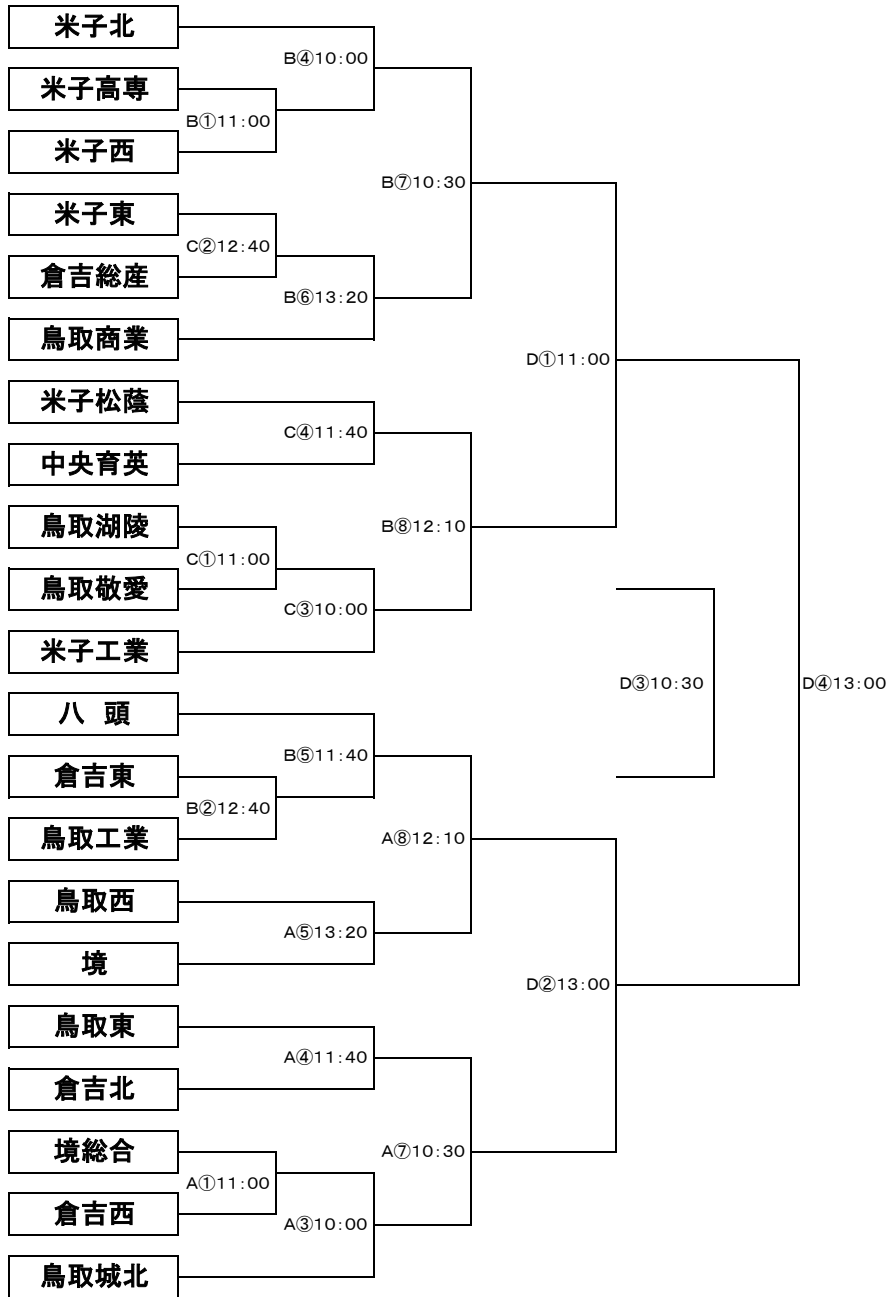 米子北
B④10:00
米子高専
B①11:00
米子西
B⑦10:30
米子東
C②12:40
倉吉総産
B⑥13:20
鳥取商業
D①11:00
米子松蔭
C④11:40
中央育英
鳥取湖陵
B⑧12:10
C①11:00
鳥取敬愛
C③10:00
米子工業
D③10:30
D④13:00
八 頭
B⑤11:40
倉吉東
B②12:40
鳥取工業
A⑧12:10
鳥取西
A⑤13:20
境
D②13:00
鳥取東
A④11:40
倉吉北
境総合
A⑦10:30
A①11:00
倉吉西
A③10:00
鳥取城北